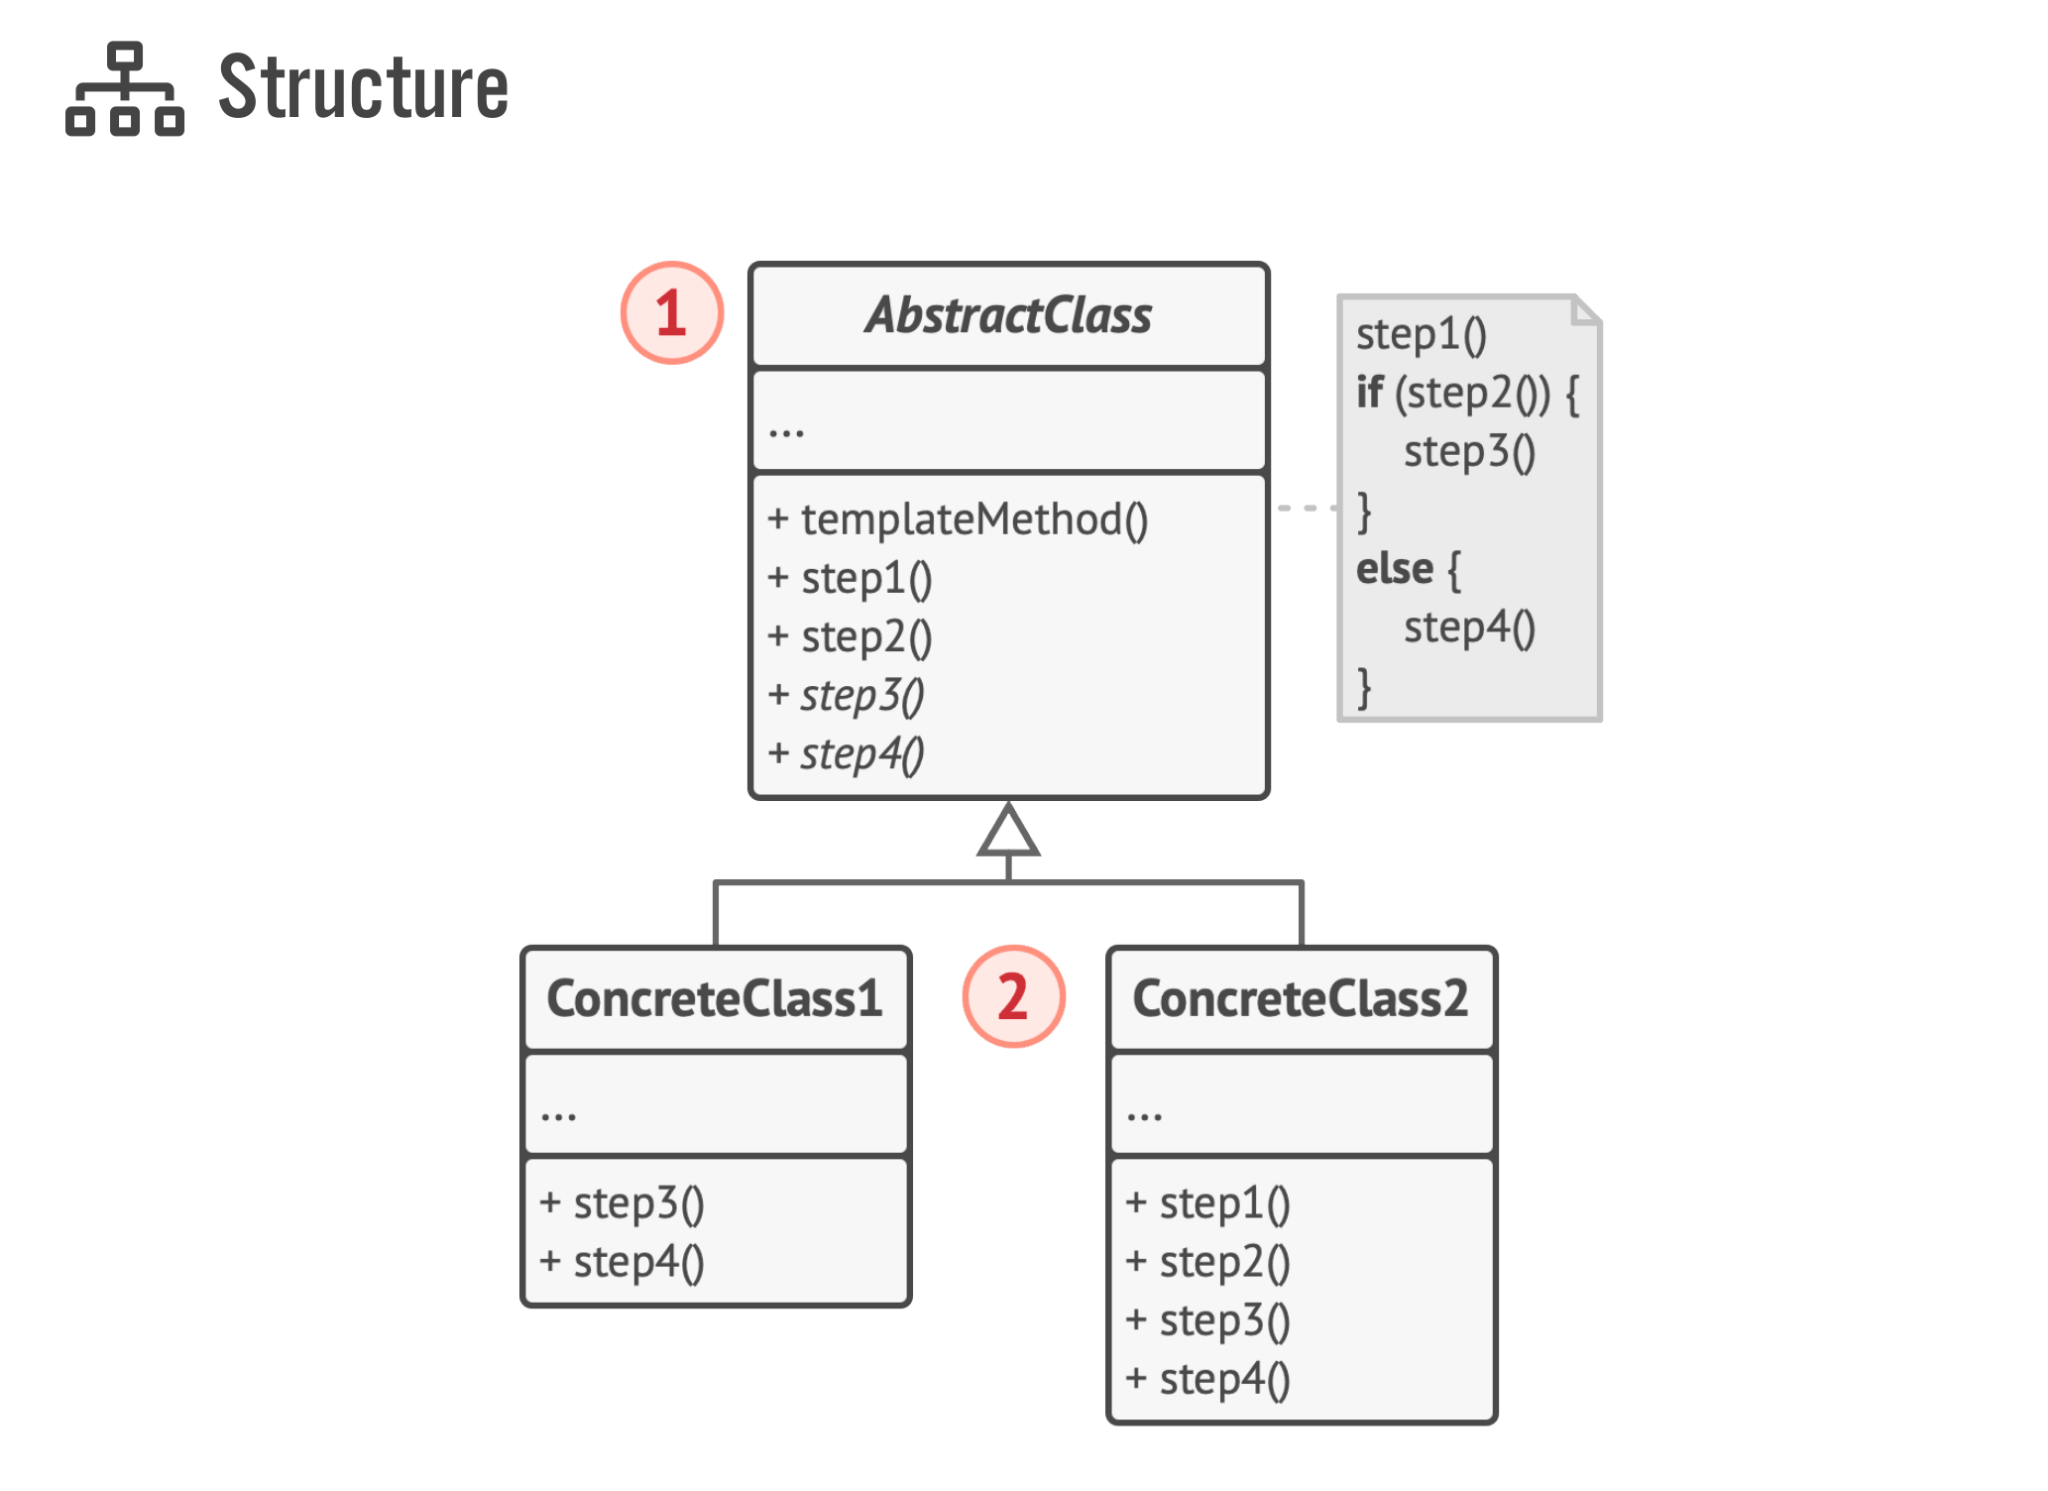 Structure
1
AbstractClass
...
+ templateMethod()
+ step1()
+ step2()
+ step3()
+ step4()
step1()
if (step2()) {
step3()
}
else {
step4()
}
ConcreteClass1
...
+ step3()
+ step4()
2
ConcreteClass2
...
+ step1()
+ step2()
+ step3()
+ step4()